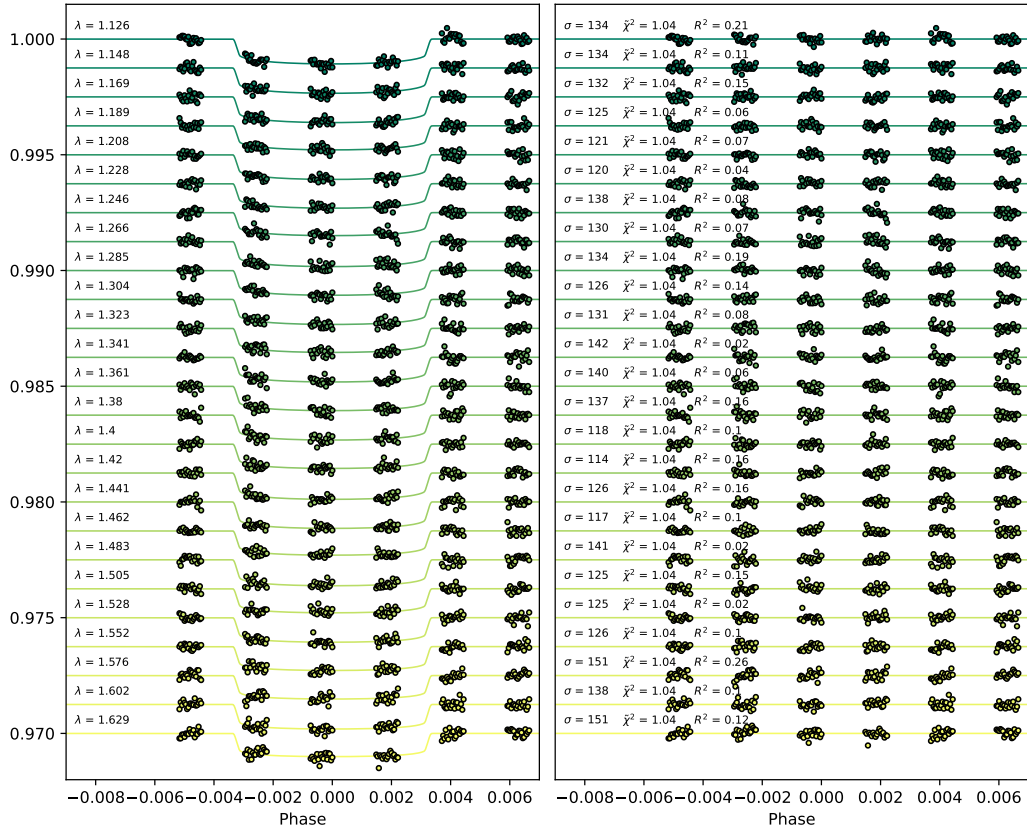 λ = 1.126 σ = 134 χ̃² = 1.04 R² = 0.21
1.000
λ = 1.148 σ = 134 χ̃² = 1.04 R² = 0.11
λ = 1.169 σ = 132 χ̃² = 1.04 R² = 0.15
λ = 1.189 σ = 125 χ̃² = 1.04 R² = 0.06
λ = 1.208 σ = 121 χ̃² = 1.04 R² = 0.07
0.995
λ = 1.228 σ = 120 χ̃² = 1.04 R² = 0.04
λ = 1.246 σ = 138 χ̃² = 1.04 R² = 0.08
λ = 1.266 σ = 130 χ̃² = 1.04 R² = 0.07
λ = 1.285 σ = 134 χ̃² = 1.04 R² = 0.19
0.990
λ = 1.304 σ = 126 χ̃² = 1.04 R² = 0.14
λ = 1.323 σ = 131 χ̃² = 1.04 R² = 0.08
λ = 1.341 σ = 142 χ̃² = 1.04 R² = 0.02
λ = 1.361 σ = 140 χ̃² = 1.04 R² = 0.06
0.985
λ = 1.38 σ = 137 χ̃² = 1.04 R² = 0.16
λ = 1.4 σ = 118 χ̃² = 1.04 R² = 0.1
λ = 1.42 σ = 114 χ̃² = 1.04 R² = 0.16
λ = 1.441 σ = 126 χ̃² = 1.04 R² = 0.16
0.980
λ = 1.462 σ = 117 χ̃² = 1.04 R² = 0.1
λ = 1.483 σ = 141 χ̃² = 1.04 R² = 0.02
λ = 1.505 σ = 125 χ̃² = 1.04 R² = 0.15
λ = 1.528 σ = 125 χ̃² = 1.04 R² = 0.02
0.975
λ = 1.552 σ = 126 χ̃² = 1.04 R² = 0.1
λ = 1.576 σ = 151 χ̃² = 1.04 R² = 0.26
λ = 1.602 σ = 138 χ̃² = 1.04 R² = 0.1
λ = 1.629 σ = 151 χ̃² = 1.04 R² = 0.12
0.970
−0.008 −0.006 −0.004 −0.002 0.000 0.002 0.004 0.006
−0.008 −0.006 −0.004 −0.002 0.000 0.002 0.004 0.006
Phase
Phase